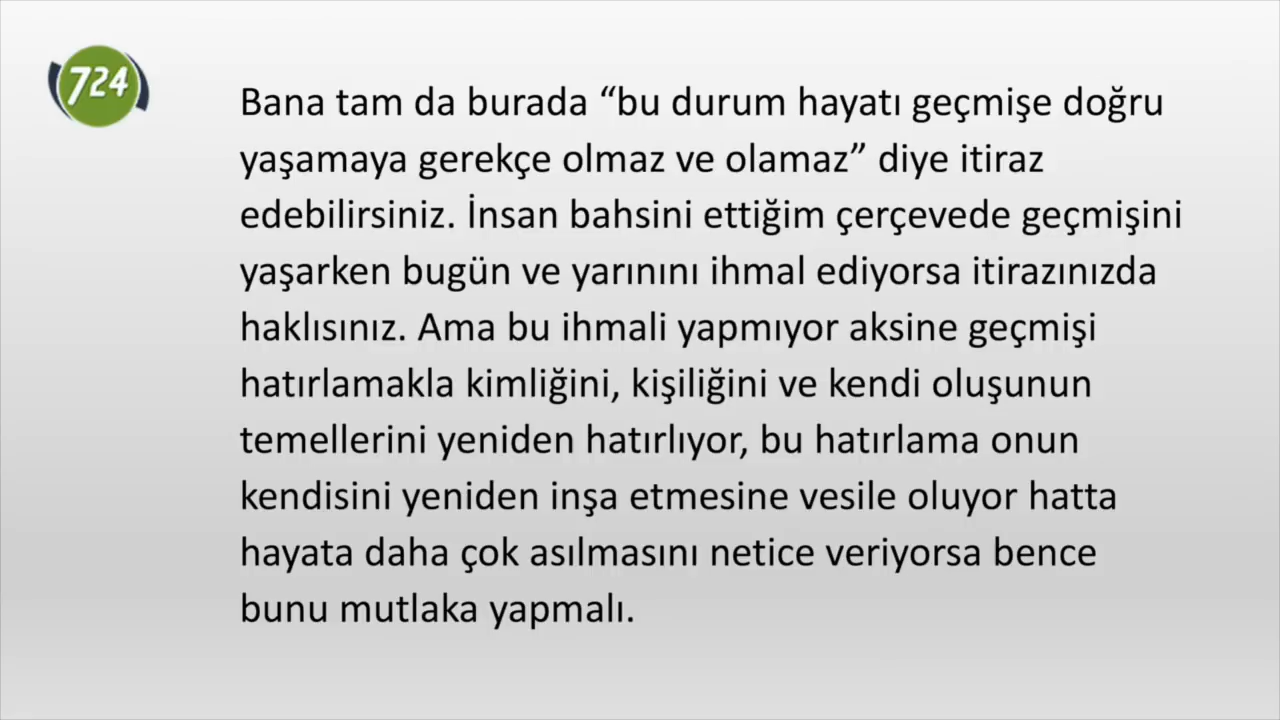 724
Bana tam da burada “bu durum hayatı geçmişe doğru
yaşamaya gerekçe olmaz ve olamaz” diye itiraz
edebilirsiniz. İnsan bahsini ettiğim çerçevede geçmişini
yaşarken bugün ve yarınını ihmal ediyorsa itirazınızda
haklısınız. Ama bu ihmali yapmıyor aksine geçmişi
hatırlamakla kimliğini, kişiliğini ve kendi oluşunun
temellerini yeniden hatırlıyor, bu hatırlama onun
kendisini yeniden inşa etmesine vesile oluyor hatta
hayata daha çok asılmasını netice veriyorsa bence
bunu mutlaka yapmalı.